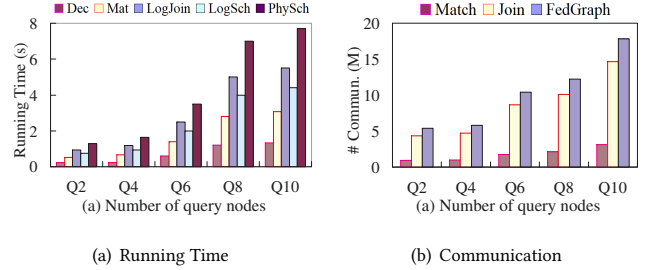 Dec Mat LogJoin LogSch PhySch
Running Time (s)
8
6
4
2
0
Q2 Q4 Q6 Q8 Q10
(a) Number of query nodes
(a) Running Time
Match Join FedGraph
# Commun. (M)
20
15
10
5
0
Q2 Q4 Q6 Q8 Q10
(a) Number of query nodes
(b) Communication